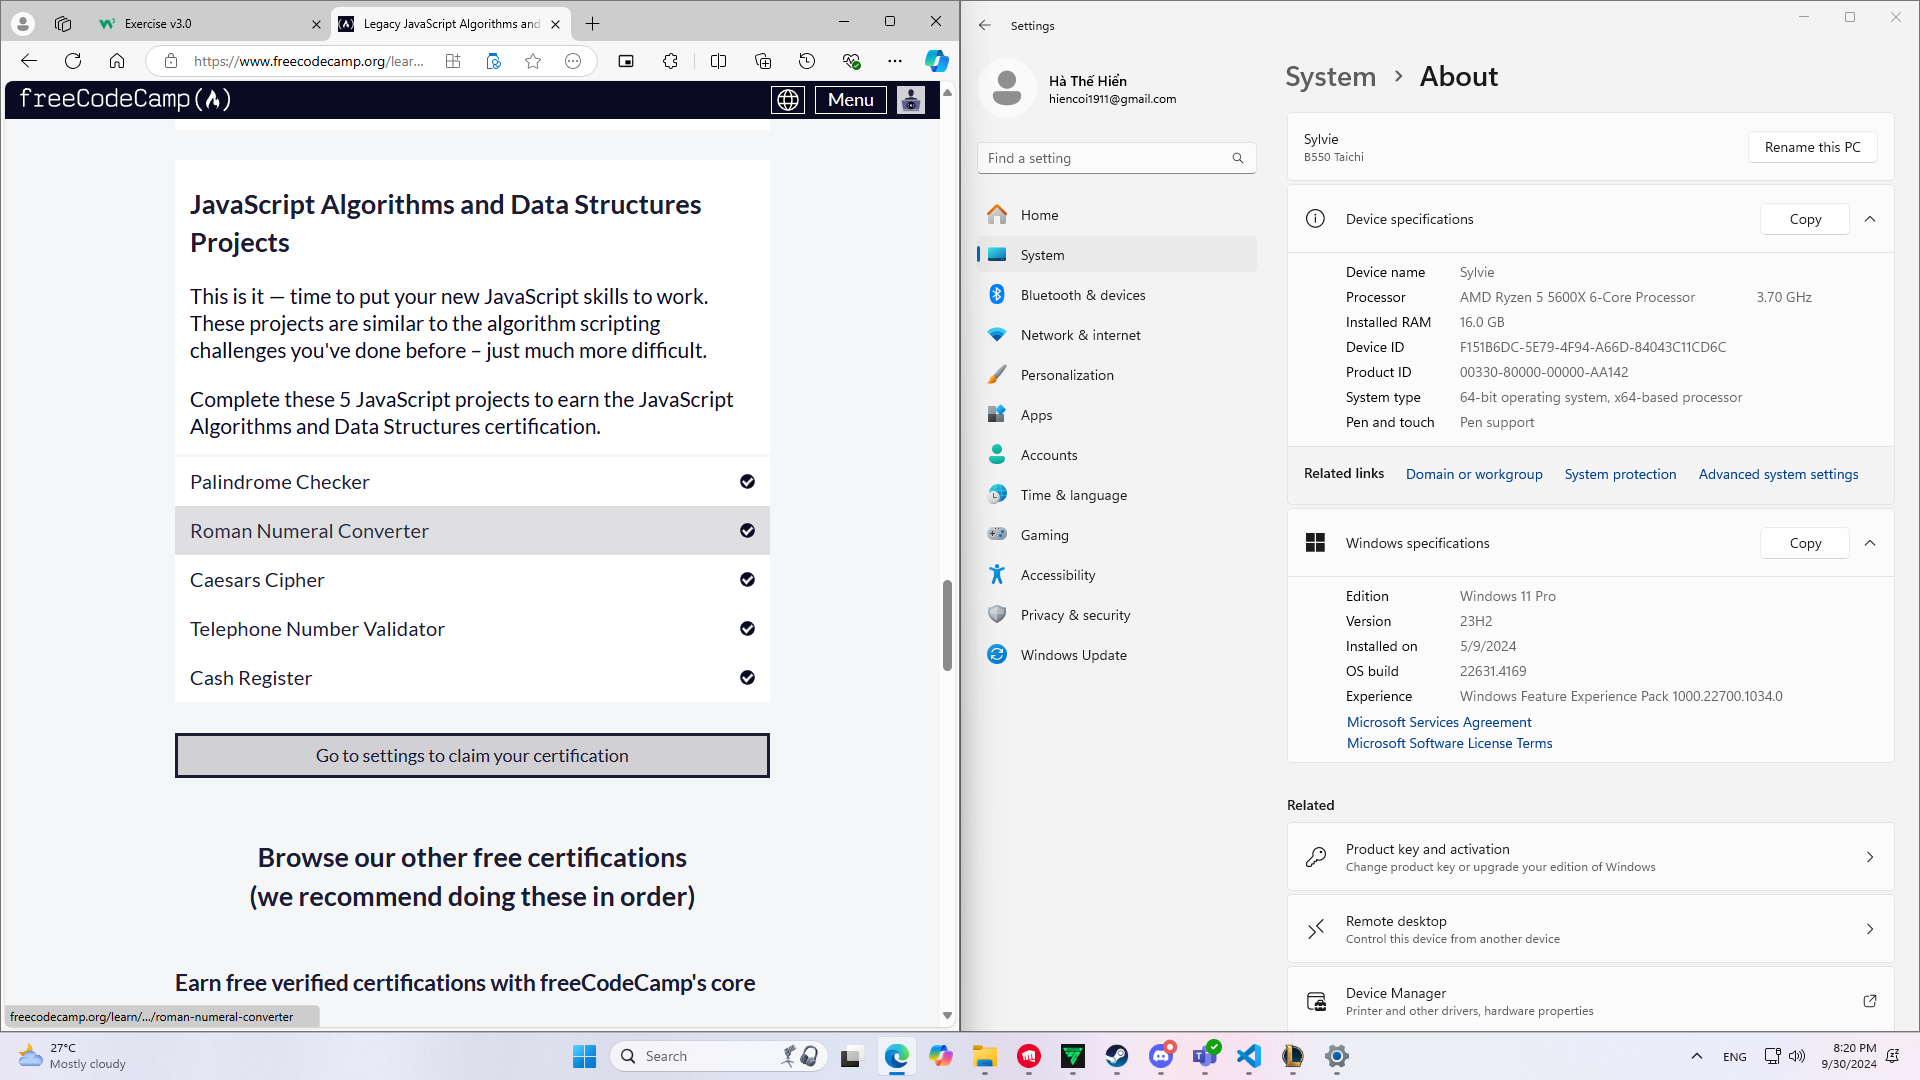 Exercise v3.0
Legacy JavaScript Algorithms and
https://www.freecodecamp.org/lear...
freeCodeCamp(🔥)
Menu
JavaScript Algorithms and Data Structures
Projects
This is it — time to put your new JavaScript skills to work.
These projects are similar to the algorithm scripting
challenges you've done before – just much more difficult.
Complete these 5 JavaScript projects to earn the JavaScript
Algorithms and Data Structures certification.
Palindrome Checker
Roman Numeral Converter
Caesars Cipher
Telephone Number Validator
Cash Register
Go to settings to claim your certification
Browse our other free certifications
(we recommend doing these in order)
Earn free verified certifications with freeCodeCamp's core
freecodecamp.org/learn/.../roman-numeral-converter
Settings
Hà Thế Hiển
hiencoi1911@gmail.com
Find a setting
Home
System
Bluetooth & devices
Network & internet
Personalization
Apps
Accounts
Time & language
Gaming
Accessibility
Privacy & security
Windows Update
System > About
Sylvie
B550 Taichi
Rename this PC
Device specifications
Copy
Device name Sylvie
Processor AMD Ryzen 5 5600X 6-Core Processor 3.70 GHz
Installed RAM 16.0 GB
Device ID F151B6DC-5E79-4F94-A66D-84043C11CD6C
Product ID 00330-80000-00000-AA142
System type 64-bit operating system, x64-based processor
Pen and touch Pen support
Related links Domain or workgroup System protection Advanced system settings
Windows specifications
Copy
Edition Windows 11 Pro
Version 23H2
Installed on 5/9/2024
OS build 22631.4169
Experience Windows Feature Experience Pack 1000.22700.1034.0
Microsoft Services Agreement
Microsoft Software License Terms
Related
Product key and activation
Change product key or upgrade your edition of Windows
Remote desktop
Control this device from another device
Device Manager
Printer and other drivers, hardware properties
27°C
Mostly cloudy
Search
ENG
8:20 PM
9/30/2024